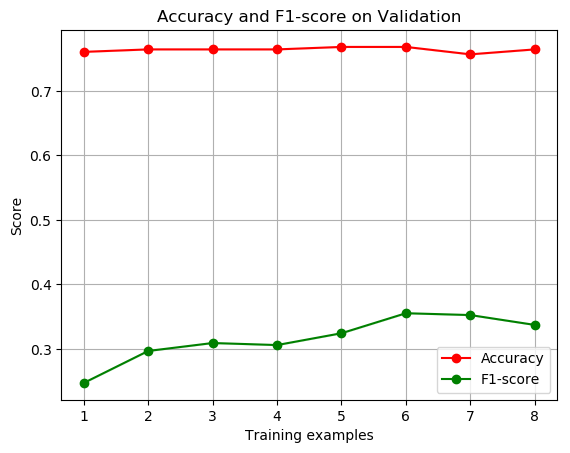 Accuracy and F1-score on Validation
Score
0.7
0.6
0.5
0.4
0.3
Accuracy
F1-score
1 2 3 4 5 6 7 8
Training examples